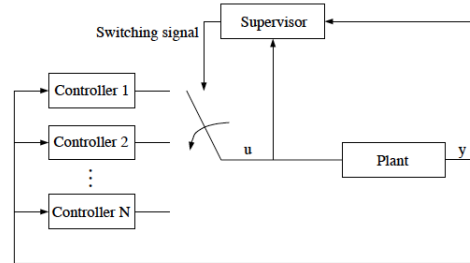 Supervisor
Switching signal
Controller 1
Controller 2
u
y
Plant
Controller N